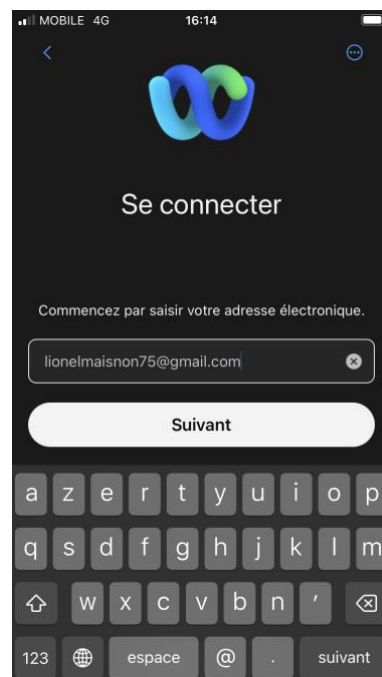 MOBILE 4G 16:14
Se connecter
Commencez par saisir votre adresse électronique.
lionelmaisnon75@gmail.com
Suivant
a z e r t y u i o p
q s d f g h j k l m
w x c v b n '
123 espace @ . suivant